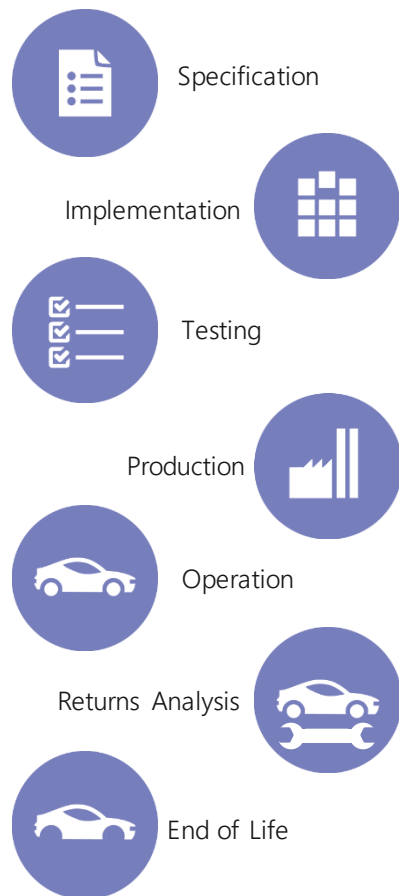 Specification
Implementation
Testing
Production
Operation
Returns Analysis
End of Life